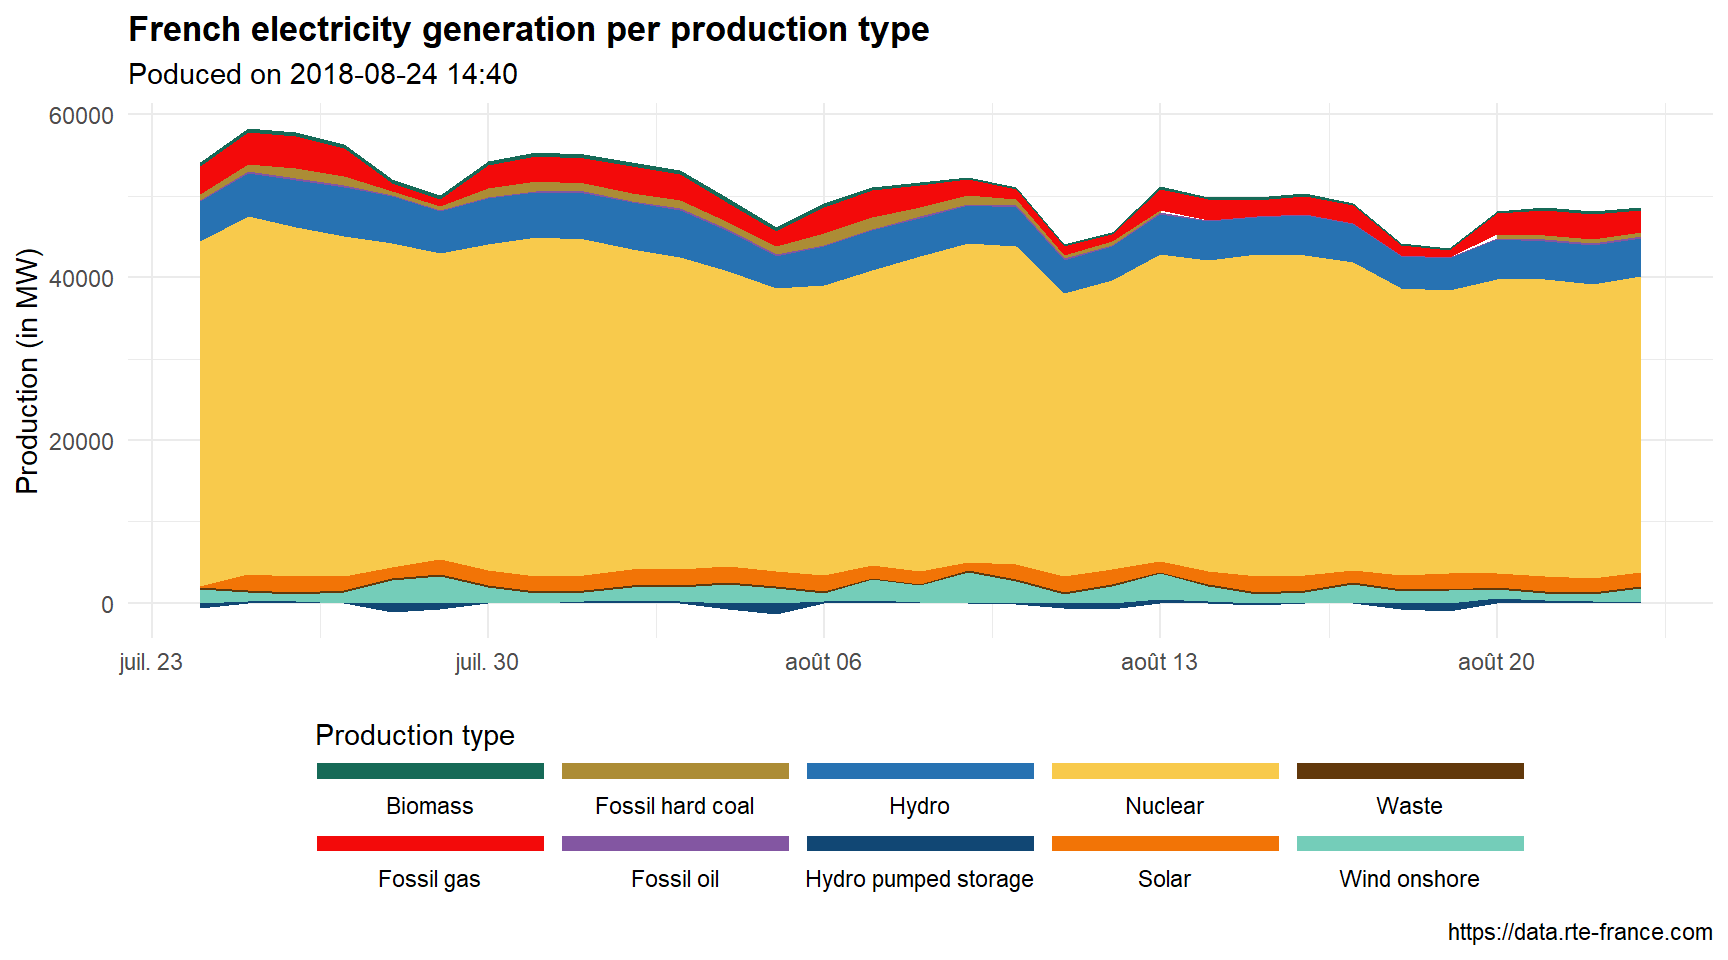 French electricity generation per production type
Poduced on 2018-08-24 14:40
Production (in MW)
60000
40000
20000
0
juil. 23
juil. 30
août 06
août 13
août 20
Production type
Biomass
Fossil hard coal
Hydro
Nuclear
Waste
Fossil gas
Fossil oil
Hydro pumped storage
Solar
Wind onshore
https://data.rte-france.com